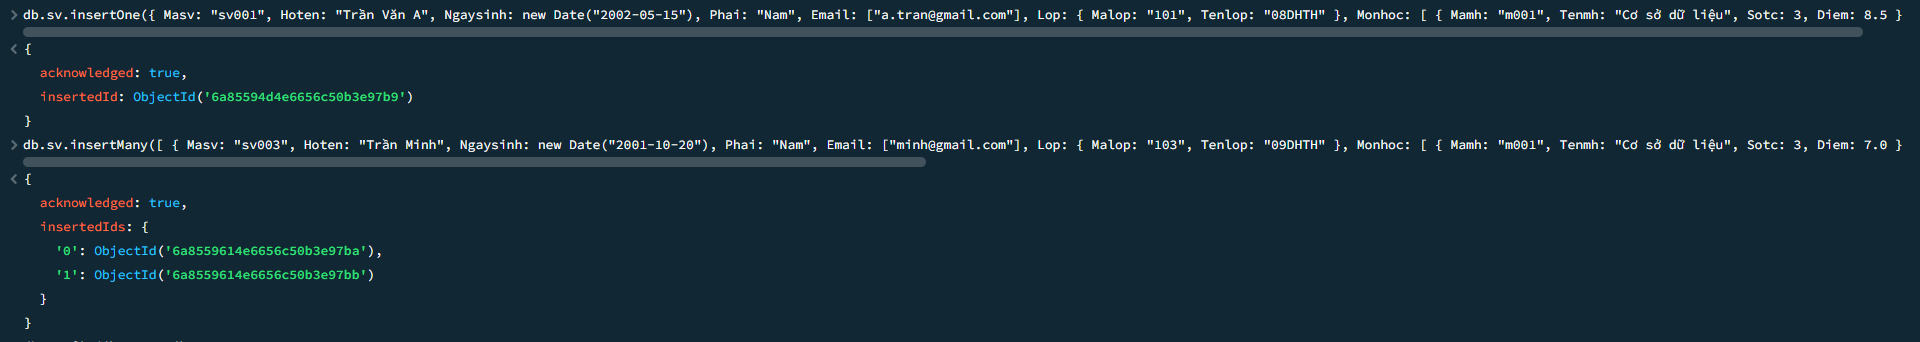 db.sv.insertOne({ Masv: "sv001", Hoten: "Trần Văn A", Ngaysinh: new Date("2002-05-15"), Phai: "Nam", Email: ["a.tran@gmail.com"], Lop: { Malop: "101", Tenlop: "08DHTH" }, Monhoc: [ { Mamh: "m001", Tenmh: "Cơ sở dữ liệu", Sotc: 3, Diem: 8.5 }
{
acknowledged: true,
insertedId: ObjectId('6a85594d4e6656c50b3e97b9')
}
db.sv.insertMany([ { Masv: "sv003", Hoten: "Trần Minh", Ngaysinh: new Date("2001-10-20"), Phai: "Nam", Email: ["minh@gmail.com"], Lop: { Malop: "103", Tenlop: "09DHTH" }, Monhoc: [ { Mamh: "m001", Tenmh: "Cơ sở dữ liệu", Sotc: 3, Diem: 7.0 }
{
acknowledged: true,
insertedIds: {
'0': ObjectId('6a8559614e6656c50b3e97ba'),
'1': ObjectId('6a8559614e6656c50b3e97bb')
}
}